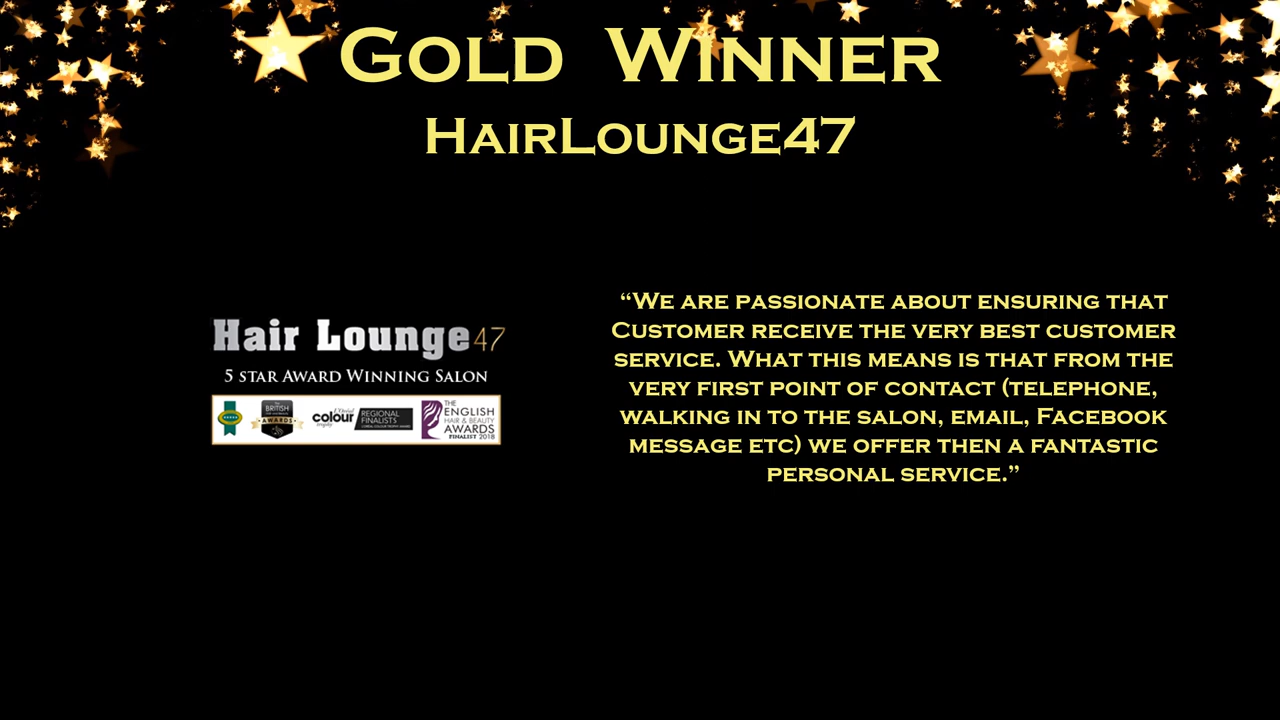 Gold Winner
HairLounge47
Hair Lounge47
5 star Award Winning Salon
BRITISH
AWARDS
colour
trophy
REGIONAL
FINALISTS
THE
ENGLISH
HAIR & BEAUTY
AWARDS
FINALIST 2018
“We are passionate about ensuring that
Customer receive the very best customer
service. What this means is that from the
very first point of contact (telephone,
walking in to the salon, email, Facebook
message etc) we offer then a fantastic
personal service.”